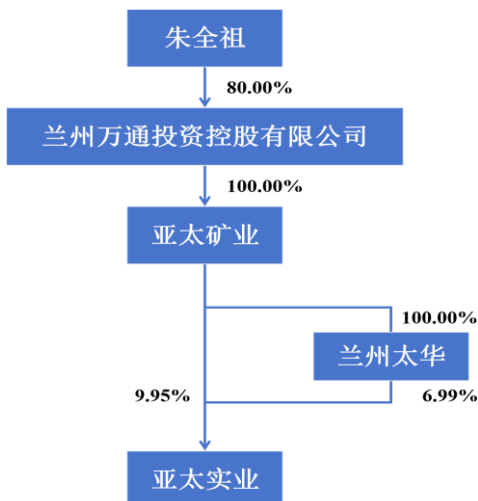 朱全祖
80.00%
兰州万通投资控股有限公司
100.00%
亚太矿业
100.00%
兰州太华
9.95%
6.99%
亚太实业